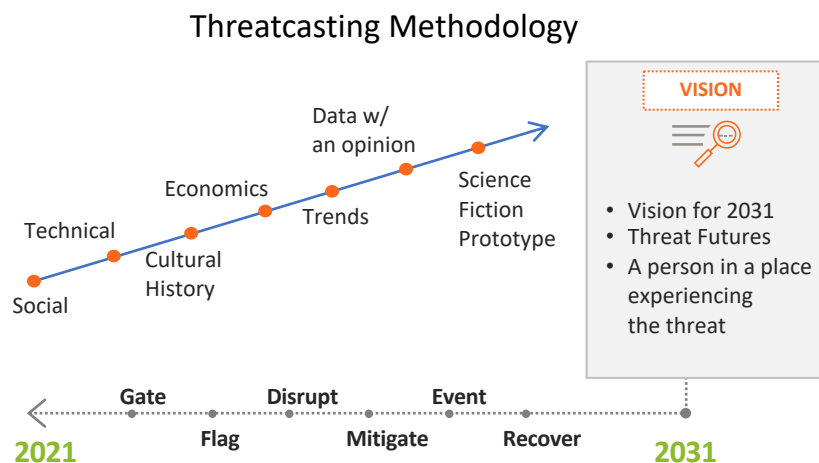 Threatcasting Methodology
Social
Technical
Cultural
History
Economics
Trends
Data w/
an opinion
Science
Fiction
Prototype
VISION
• Vision for 2031
• Threat Futures
• A person in a place
experiencing
the threat
Gate
Flag
Disrupt
Mitigate
Event
Recover
2021
2031